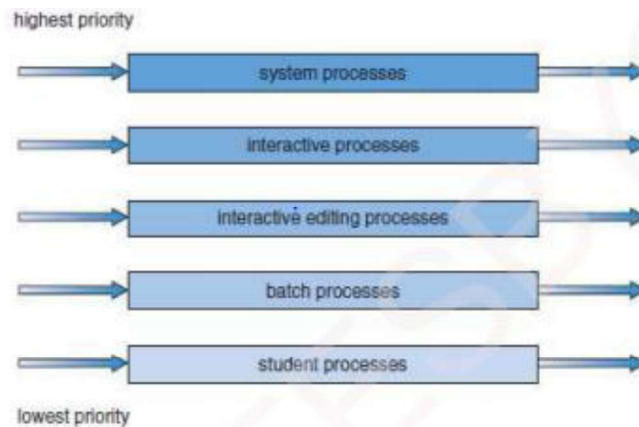 highest priority
system processes
interactive processes
interactive editing processes
batch processes
student processes
lowest priority